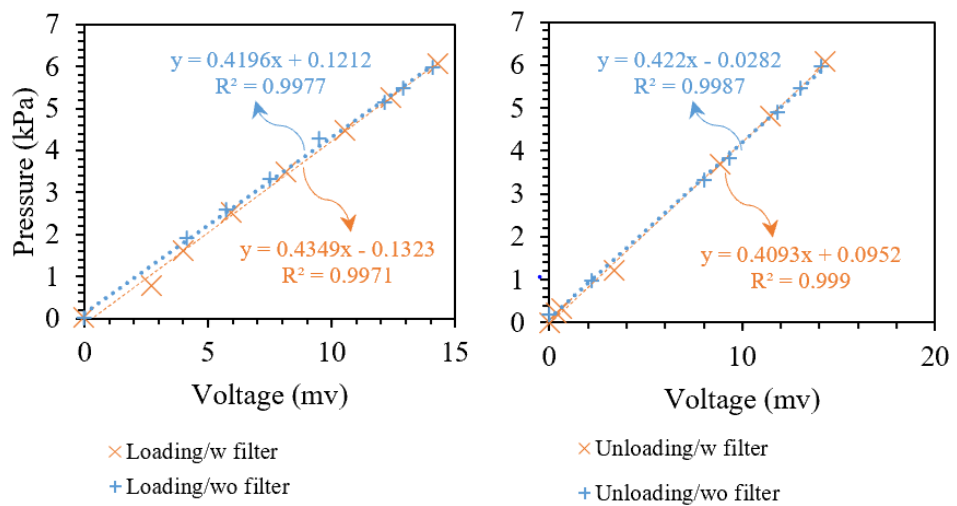 7
6
5
4
3
2
1
0
Pressure (kPa)
y = 0.4196x + 0.1212
R² = 0.9977
y = 0.4349x - 0.1323
R² = 0.9971
0
5
10
15
Voltage (mv)
Loading/w filter
Loading/wo filter
7
6
5
4
3
2
1
0
y = 0.422x - 0.0282
R² = 0.9987
y = 0.4093x + 0.0952
R² = 0.999
0
10
20
Voltage (mv)
Unloading/w filter
Unloading/wo filter